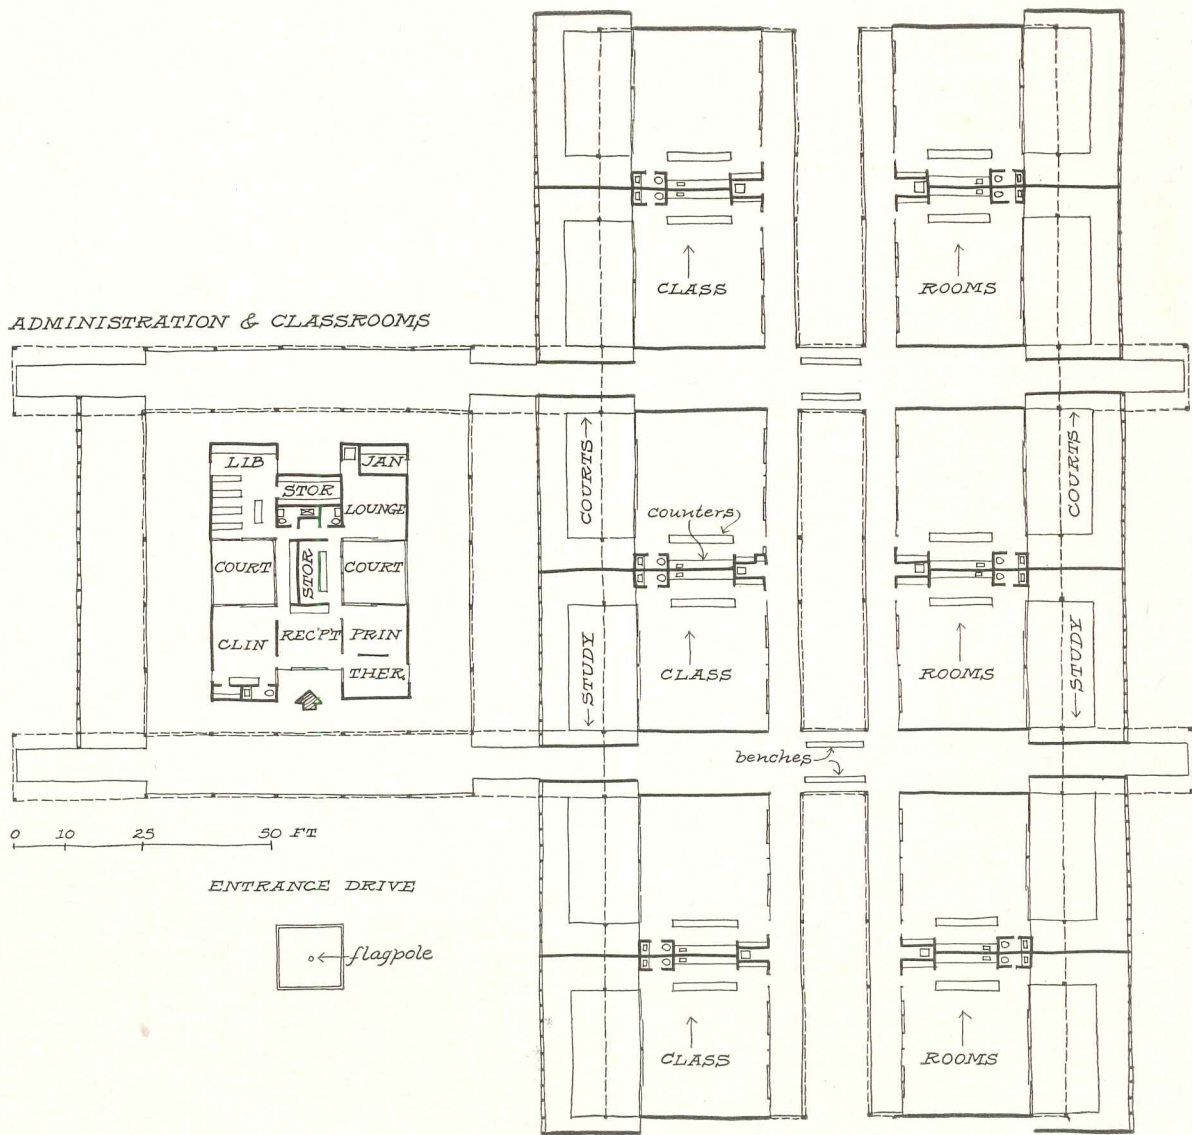 CLASS
ROOMS
ADMINISTRATION & CLASSROOMS
LIB
JAN
STOR
LOUNGE
COURT
STOR
COURT
CLIN
REC'PT
PRIN
THER.
COURTS
STUDY
counters
CLASS
ROOMS
COURTS
STUDY
benches
0 10 25 50 FT
ENTRANCE DRIVE
flagpole
CLASS
ROOMS